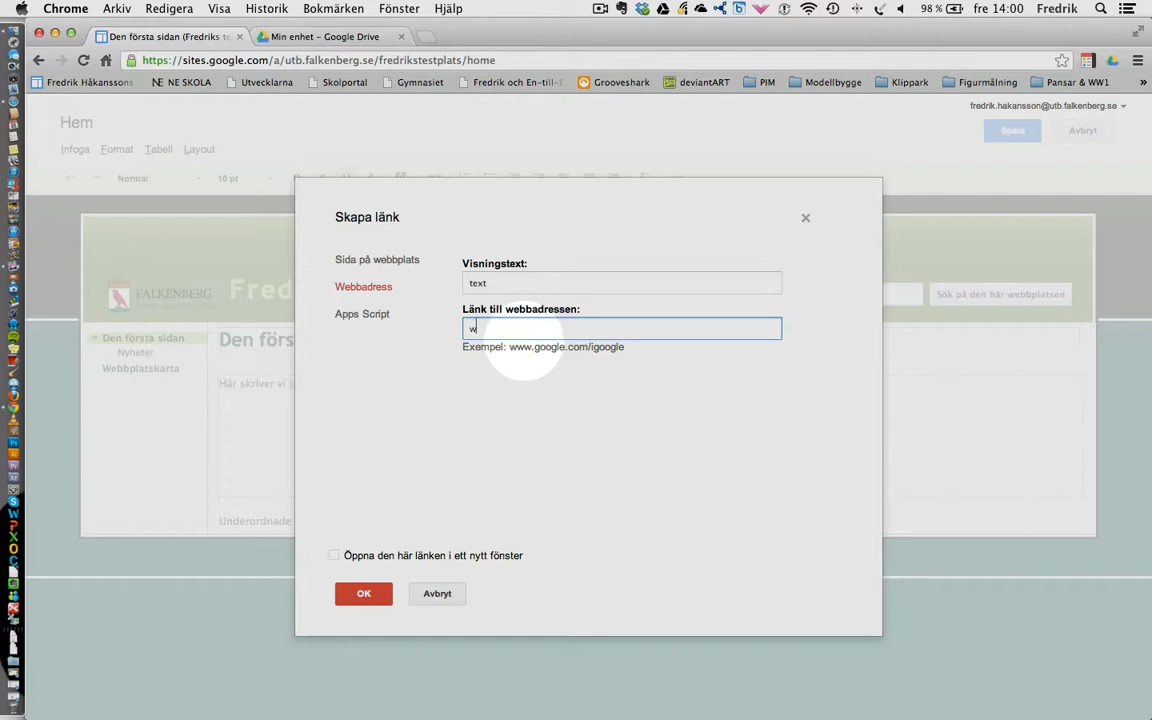 Chrome Arkiv Redigera Visa Historik Bokmärken Fönster Hjälp 98 % fre 14:00 Fredrik
Den första sidan (Fredriks te Min enhet – Google Drive
https://sites.google.com/a/utb.falkenberg.se/fredrikstestplats/home
Fredrik Håkanssons NE SKOLA Utvecklarna Skolportal Gymnasiet Fredrik och En-till-E Grooveshark deviantART PIM Modellbygge Klippark Figurmålning Pansar & WW1 »
fredrik.hakansson@utb.falkenberg.se
Hem
Spara Avbryt
Infoga Format Tabell Layout
Normal 10 pt
Skapa länk
Sida på webbplats
Webbadress
Apps Script
Visningstext:
text
Länk till webbadressen:
w
Exempel: www.google.com/igoogle
FALKENBERG Fred
Sök på den här webbplatsen
Den första sidan
Nyheter
Webbplatskarta
Den förs
Här skriver vi
Underordnade
Öppna den här länken i ett nytt fönster
OK Avbryt